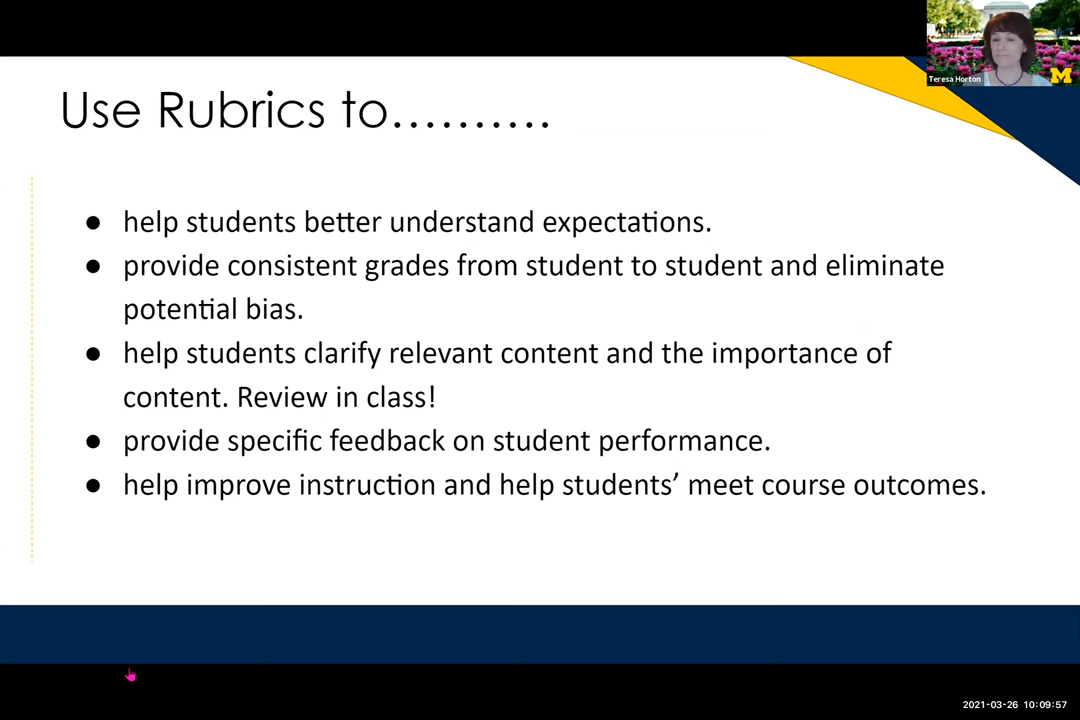 Teresa Horton
M
Use Rubrics to..........
● help students better understand expectations.
● provide consistent grades from student to student and eliminate
potential bias.
● help students clarify relevant content and the importance of
content. Review in class!
● provide specific feedback on student performance.
● help improve instruction and help students’ meet course outcomes.
2021-03-26 10:09:57